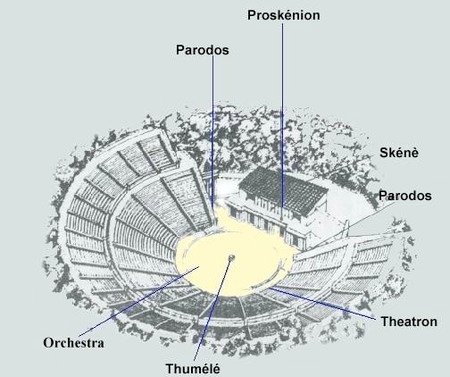 Proskénion
Parodos
Skénè
Parodos
Theatron
Orchestra
Thumélé